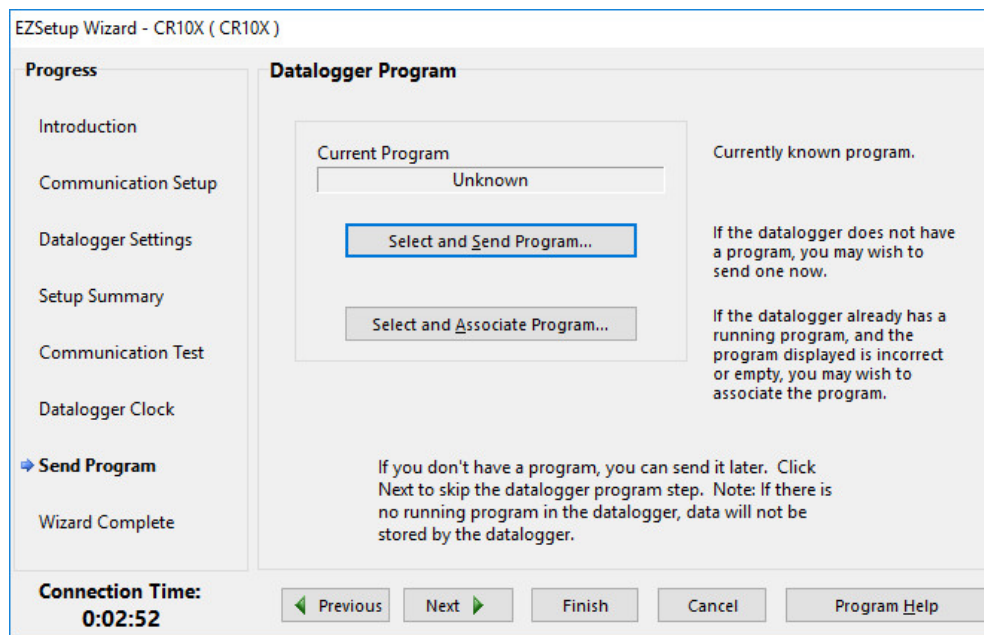 EZSetup Wizard - CR10X ( CR10X )
Progress
Introduction
Communication Setup
Datalogger Settings
Setup Summary
Communication Test
Datalogger Clock
Send Program
Wizard Complete
Connection Time:
0:02:52
Datalogger Program
Current Program
Unknown
Select and Send Program...
Select and Associate Program...
Currently known program.
If the datalogger does not have
a program, you may wish to
send one now.
If the datalogger already has a
running program, and the
program displayed is incorrect
or empty, you may wish to
associate the program.
If you don't have a program, you can send it later.  Click
Next to skip the datalogger program step.  Note: If there is
no running program in the datalogger, data will not be
stored by the datalogger.
Previous
Next
Finish
Cancel
Program Help